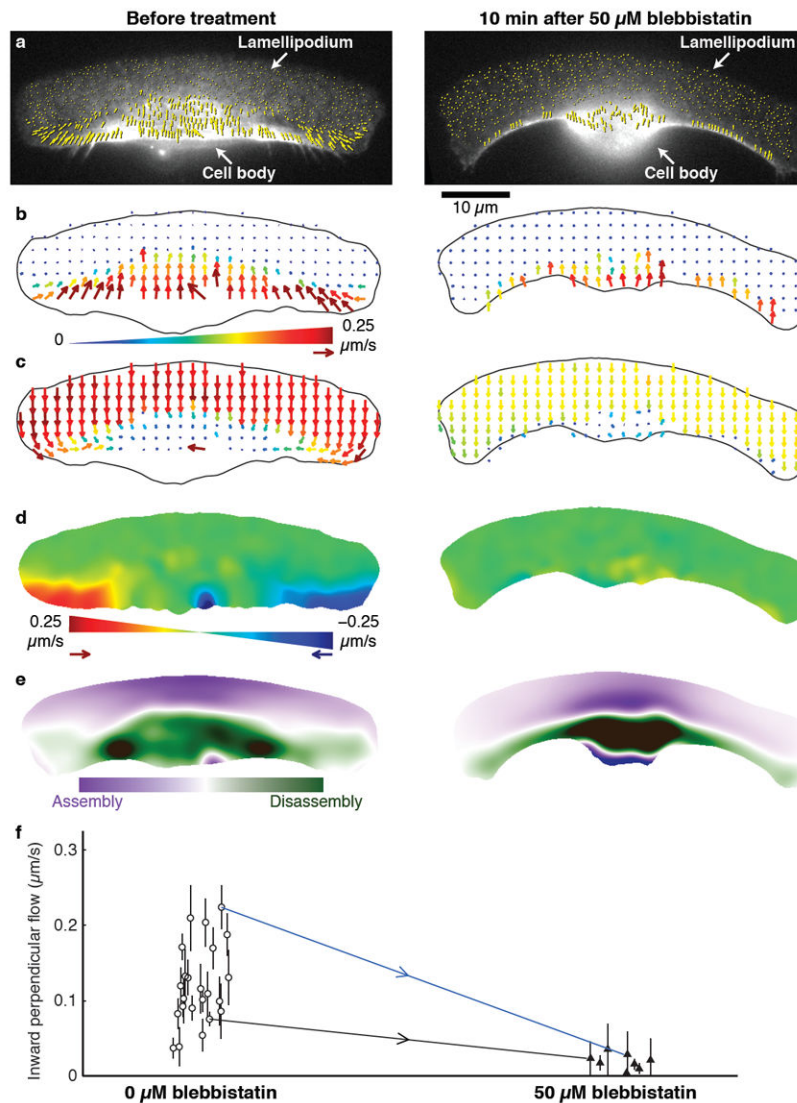 Before treatment
10 min after 50 µM blebbistatin
a
Lamellipodium
Cell body
Lamellipodium
Cell body
10 µm
b
0
0.25
µm/s
c
d
0.25
µm/s
−0.25
µm/s
e
Assembly
Disassembly
f
Inward perpendicular flow (µm/s)
0.3
0.2
0.1
0
0 µM blebbistatin
50 µM blebbistatin